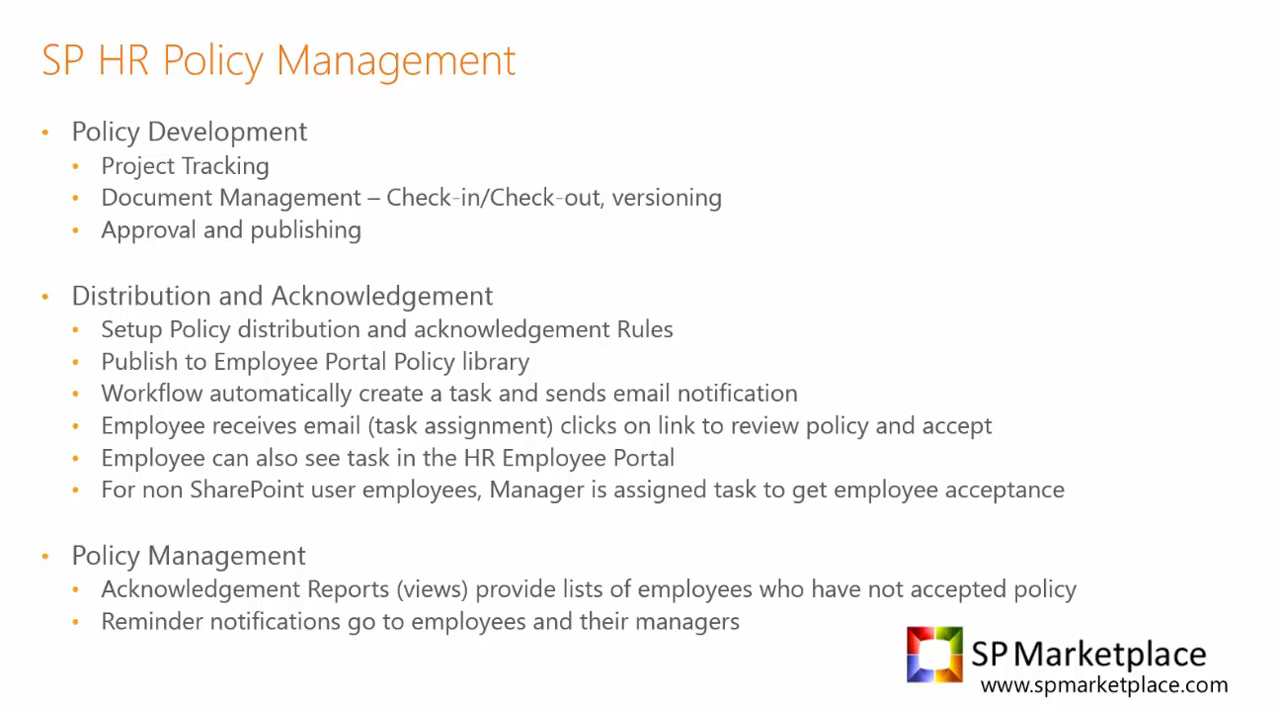 SP HR Policy Management
• Policy Development
• Project Tracking
• Document Management – Check-in/Check-out, versioning
• Approval and publishing
• Distribution and Acknowledgement
• Setup Policy distribution and acknowledgement Rules
• Publish to Employee Portal Policy library
• Workflow automatically create a task and sends email notification
• Employee receives email (task assignment) clicks on link to review policy and accept
• Employee can also see task in the HR Employee Portal
• For non SharePoint user employees, Manager is assigned task to get employee acceptance
• Policy Management
• Acknowledgement Reports (views) provide lists of employees who have not accepted policy
• Reminder notifications go to employees and their managers
SP Marketplace
www.spmarketplace.com